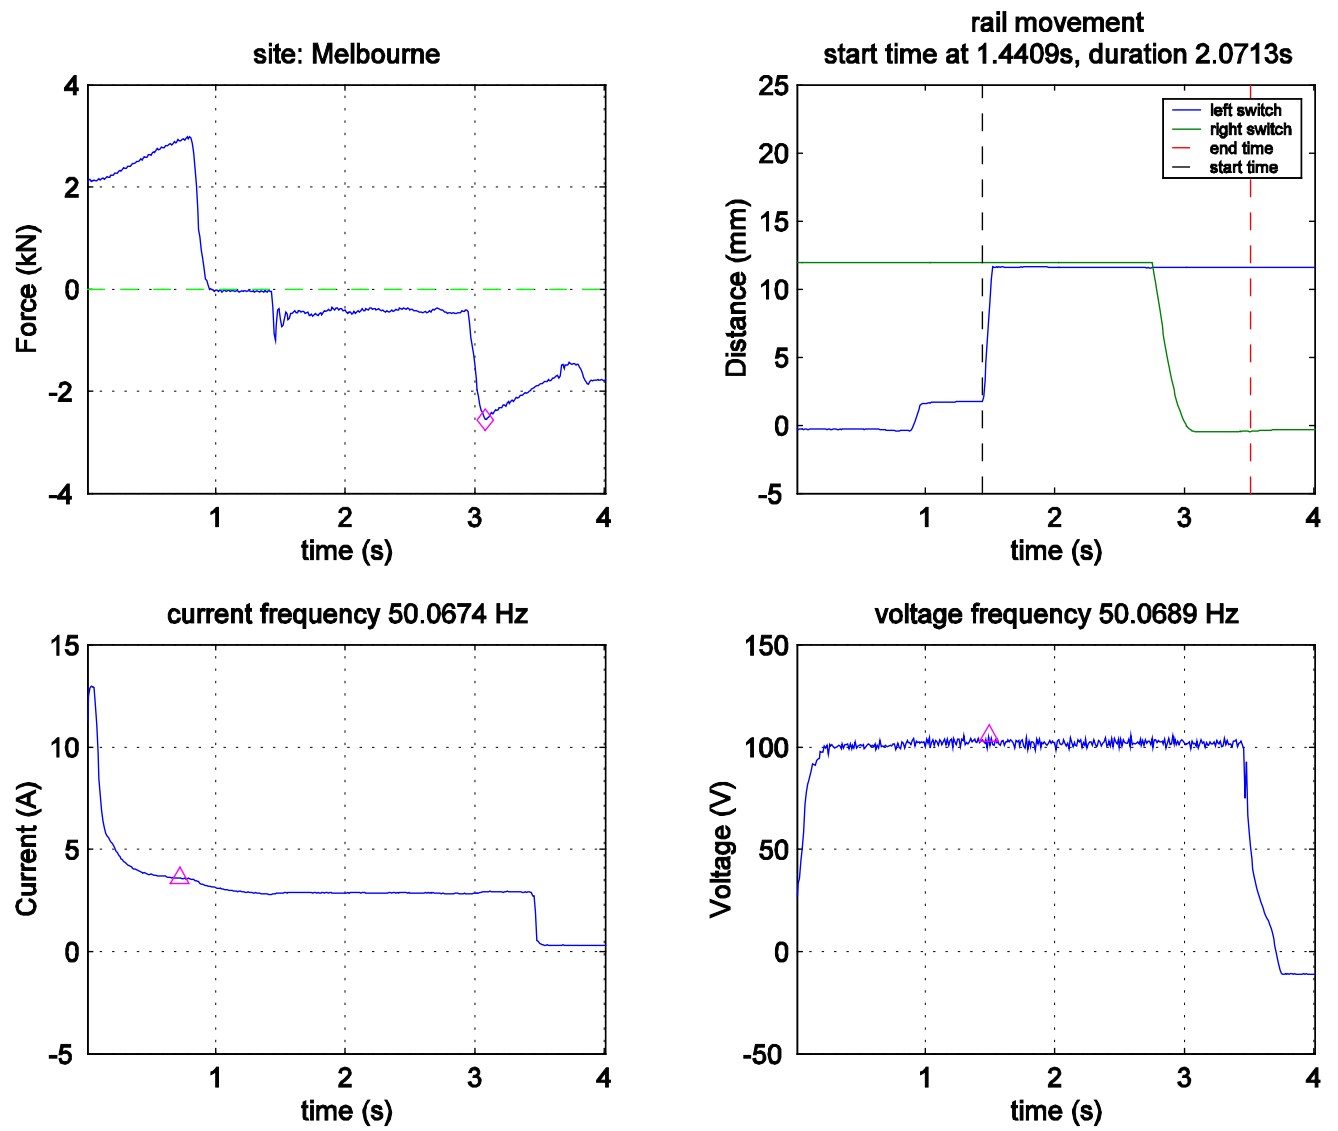 site: Melbourne
4
2
0
-2
-4
Force (kN)
1 2 3 4
time (s)
rail movement
start time at 1.4409s, duration 2.0713s
25
20
15
10
5
0
-5
Distance (mm)
left switch
right switch
end time
start time
1 2 3 4
time (s)
current frequency 50.0674 Hz
15
10
5
0
-5
Current (A)
1 2 3 4
time (s)
voltage frequency 50.0689 Hz
150
100
50
0
-50
Voltage (V)
1 2 3 4
time (s)